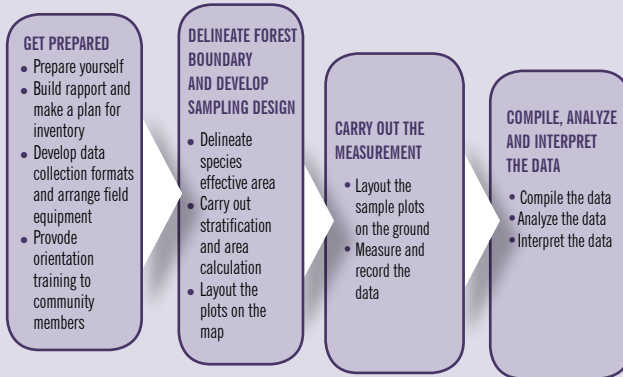 GET PREPARED
• Prepare yourself
• Build rapport and
make a plan for
inventory
• Develop data
collection formats
and arrange field
equipment
• Provode
orientation
training to
community
members
DELINEATE FOREST
BOUNDARY
AND DEVELOP
SAMPLING DESIGN
• Delineate
species
effective area
• Carry out
stratification
and area
calculation
• Layout the
plots on the
map
CARRY OUT THE
MEASUREMENT
• Layout the
sample plots
on the ground
• Measure and
record the
data
COMPILE, ANALYZE
AND INTERPRET
THE DATA
• Compile the data
• Analyze the data
• Interpret the data